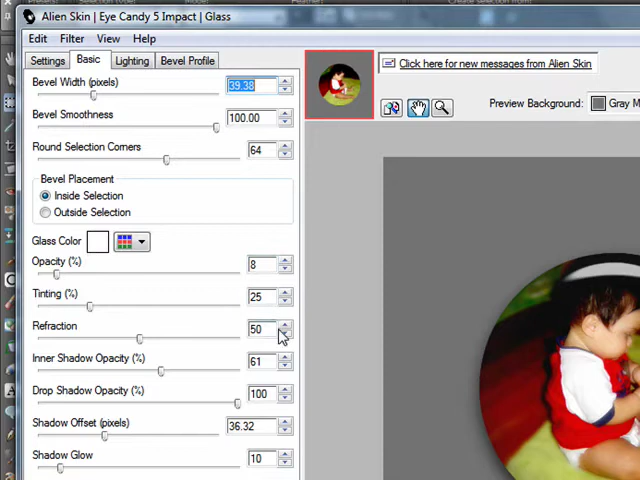 Alien Skin | Eye Candy 5 Impact | Glass
Edit Filter View Help
Settings Basic Lighting Bevel Profile
Bevel Width (pixels) 39.38
Bevel Smoothness 100.00
Round Selection Corners 64
Bevel Placement
Inside Selection
Outside Selection
Glass Color
Opacity (%) 8
Tinting (%) 25
Refraction 50
Inner Shadow Opacity (%) 61
Drop Shadow Opacity (%) 100
Shadow Offset (pixels) 36.32
Shadow Glow 10
Click here for new messages from Alien Skin
Preview Background: Gray M